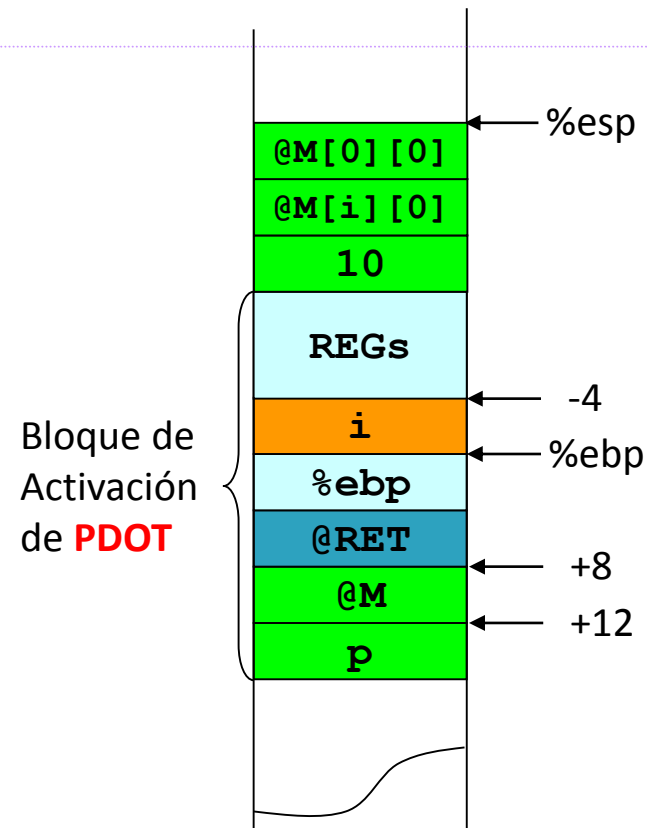 %esp
@M[0][0]
@M[i][0]
10
REGs
-4
i
%ebp
%ebp
@RET
+8
@M
+12
p
Bloque de
Activación
de PDOT